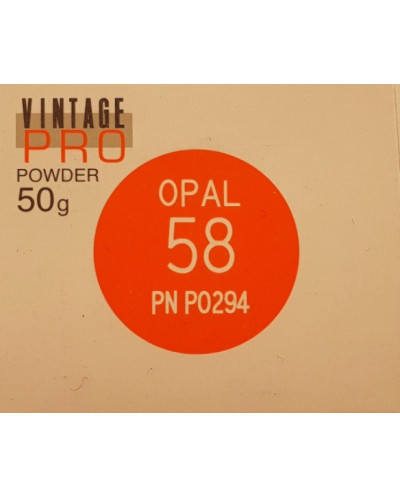 VINTAGE
PRO
POWDER
50g
OPAL
58
PN P0294